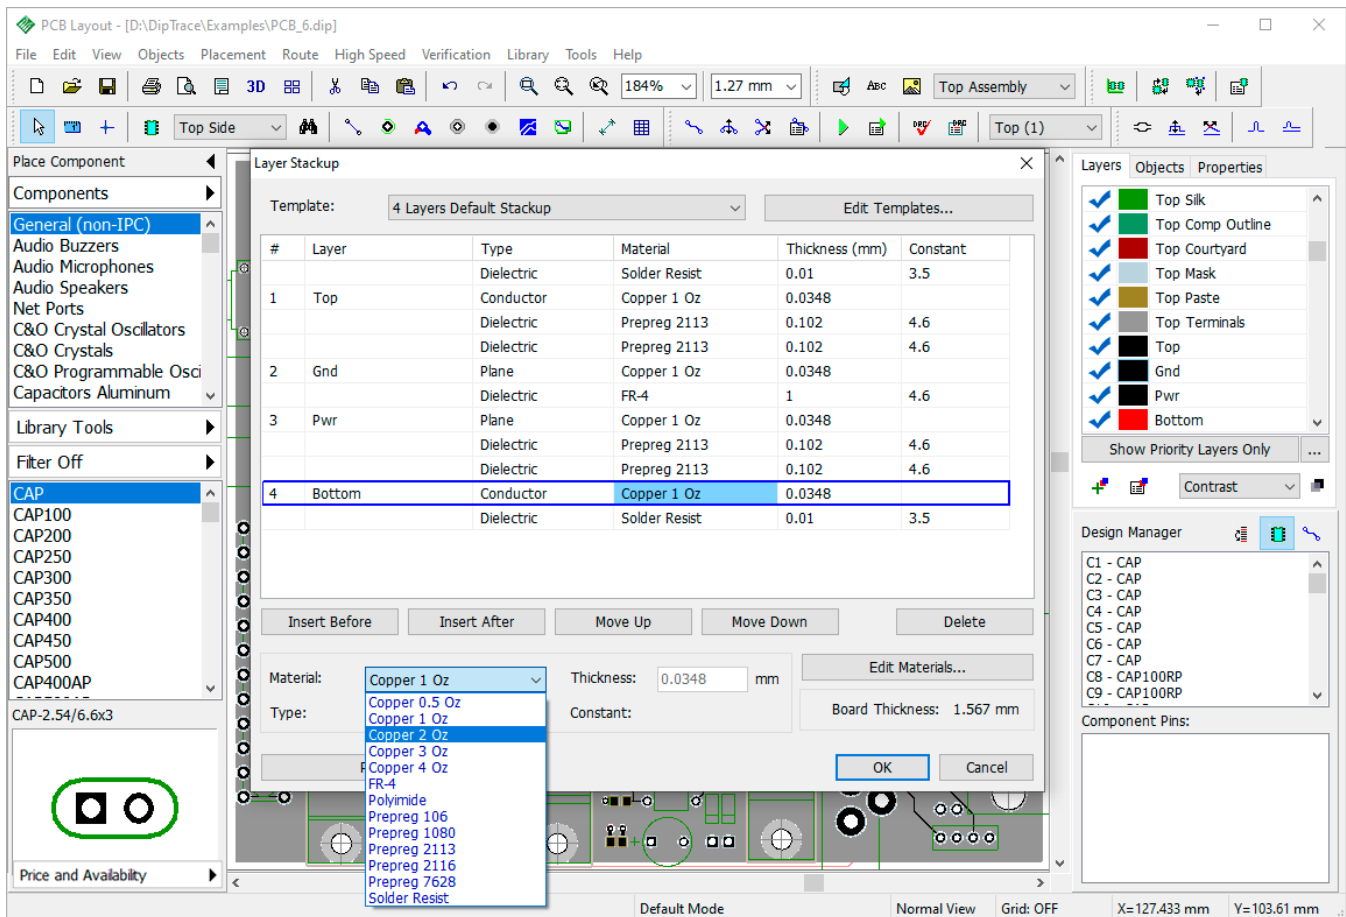 PCB Layout - [D:\DipTrace\Examples\PCB_6.dip]
File Edit View Objects Placement Route High Speed Verification Library Tools Help
3D 184% 1.27 mm ABC Top Assembly
Top Side DRC DRC Top (1)
Place Component
Components
General (non-IPC)
Audio Buzzers
Audio Microphones
Audio Speakers
Net Ports
C&O Crystal Oscillators
C&O Crystals
C&O Programmable Osci
Capacitors Aluminum
Library Tools
Filter Off
CAP
CAP100
CAP200
CAP250
CAP300
CAP350
CAP400
CAP450
CAP500
CAP400AP
CAP-2.54/6.6x3
Price and Availability
Layer Stackup
Template: 4 Layers Default Stackup Edit Templates...
# Layer Type Material Thickness (mm) Constant
Dielectric Solder Resist 0.01 3.5
1 Top Conductor Copper 1 Oz 0.0348
Dielectric Prepreg 2113 0.102 4.6
Dielectric Prepreg 2113 0.102 4.6
2 Gnd Plane Copper 1 Oz 0.0348
Dielectric FR-4 1 4.6
3 Pwr Plane Copper 1 Oz 0.0348
Dielectric Prepreg 2113 0.102 4.6
Dielectric Prepreg 2113 0.102 4.6
4 Bottom Conductor Copper 1 Oz 0.0348
Dielectric Solder Resist 0.01 3.5
Insert Before Insert After Move Up Move Down Delete
Material: Copper 1 Oz Thickness: 0.0348 mm Edit Materials...
Type: Constant: Board Thickness: 1.567 mm
Copper 0.5 Oz
Copper 1 Oz
Copper 2 Oz
Copper 3 Oz
Copper 4 Oz
FR-4
Polyimide
Prepreg 106
Prepreg 1080
Prepreg 2113
Prepreg 2116
Prepreg 7628
Solder Resist
OK Cancel
Layers Objects Properties
Top Silk
Top Comp Outline
Top Courtyard
Top Mask
Top Paste
Top Terminals
Top
Gnd
Pwr
Bottom
Show Priority Layers Only ...
Contrast
Design Manager
C1 - CAP
C2 - CAP
C3 - CAP
C4 - CAP
C5 - CAP
C6 - CAP
C7 - CAP
C8 - CAP100RP
C9 - CAP100RP
Component Pins:
Default Mode Normal View Grid: OFF X=127.433 mm Y=103.61 mm